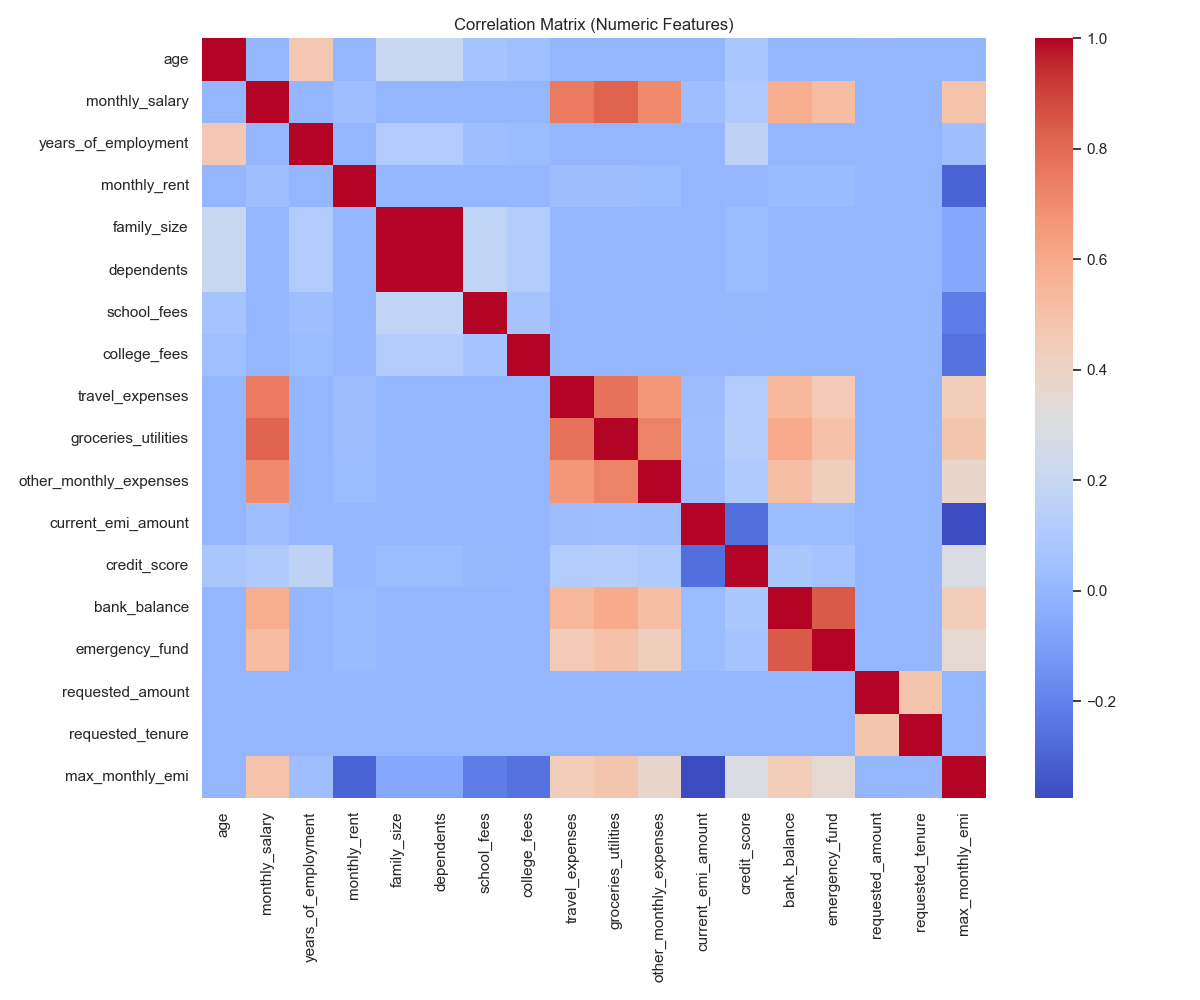 Correlation Matrix (Numeric Features)
age
monthly_salary
years_of_employment
monthly_rent
family_size
dependents
school_fees
college_fees
travel_expenses
groceries_utilities
other_monthly_expenses
current_emi_amount
credit_score
bank_balance
emergency_fund
requested_amount
requested_tenure
max_monthly_emi
age
monthly_salary
years_of_employment
monthly_rent
family_size
dependents
school_fees
college_fees
travel_expenses
groceries_utilities
other_monthly_expenses
current_emi_amount
credit_score
bank_balance
emergency_fund
requested_amount
requested_tenure
max_monthly_emi
1.0
0.8
0.6
0.4
0.2
0.0
−0.2